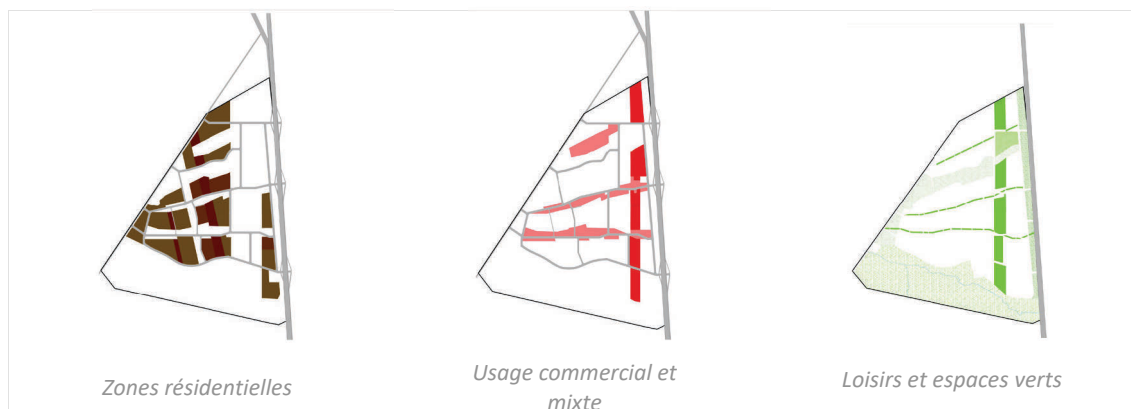 Zones résidentielles
Usage commercial et
mixte
Loisirs et espaces verts